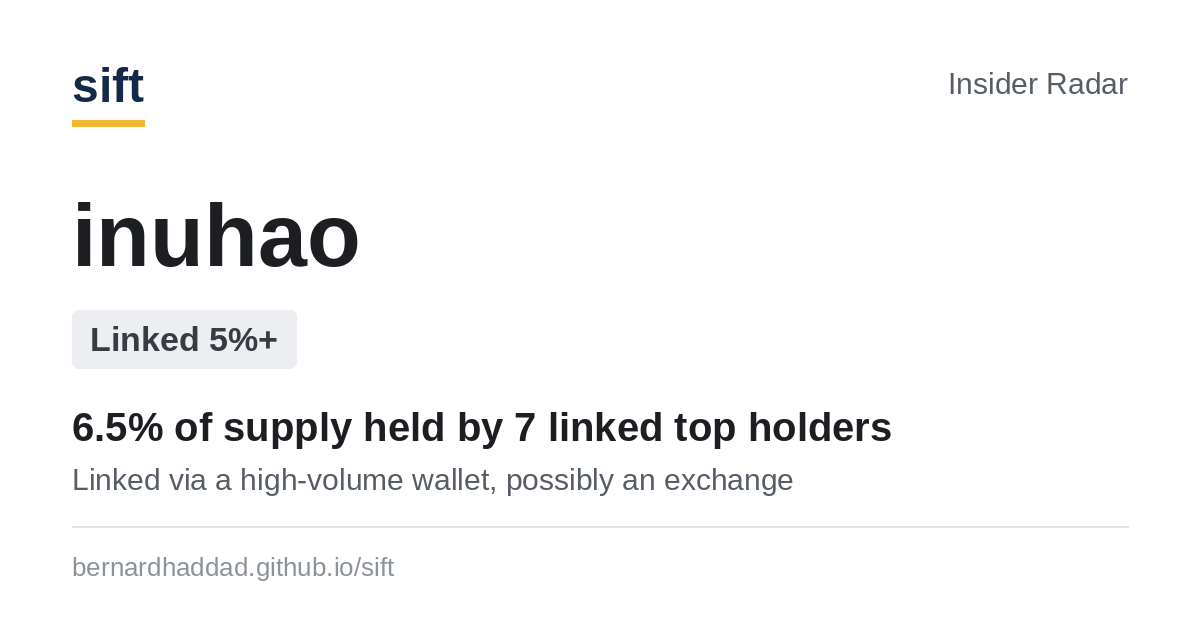 sift
Insider Radar
inuhao
Linked 5%+
6.5% of supply held by 7 linked top holders
Linked via a high-volume wallet, possibly an exchange
bernardhaddad.github.io/sift